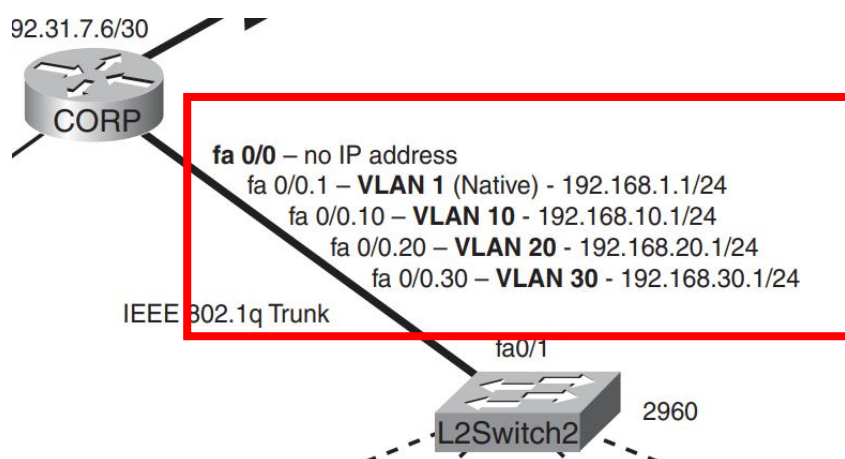 92.31.7.6/30
CORP
fa 0/0 – no IP address
fa 0/0.1 – VLAN 1 (Native) - 192.168.1.1/24
fa 0/0.10 – VLAN 10 - 192.168.10.1/24
fa 0/0.20 – VLAN 20 - 192.168.20.1/24
fa 0/0.30 – VLAN 30 - 192.168.30.1/24
IEEE 802.1q Trunk
fa0/1
2960
L2Switch2